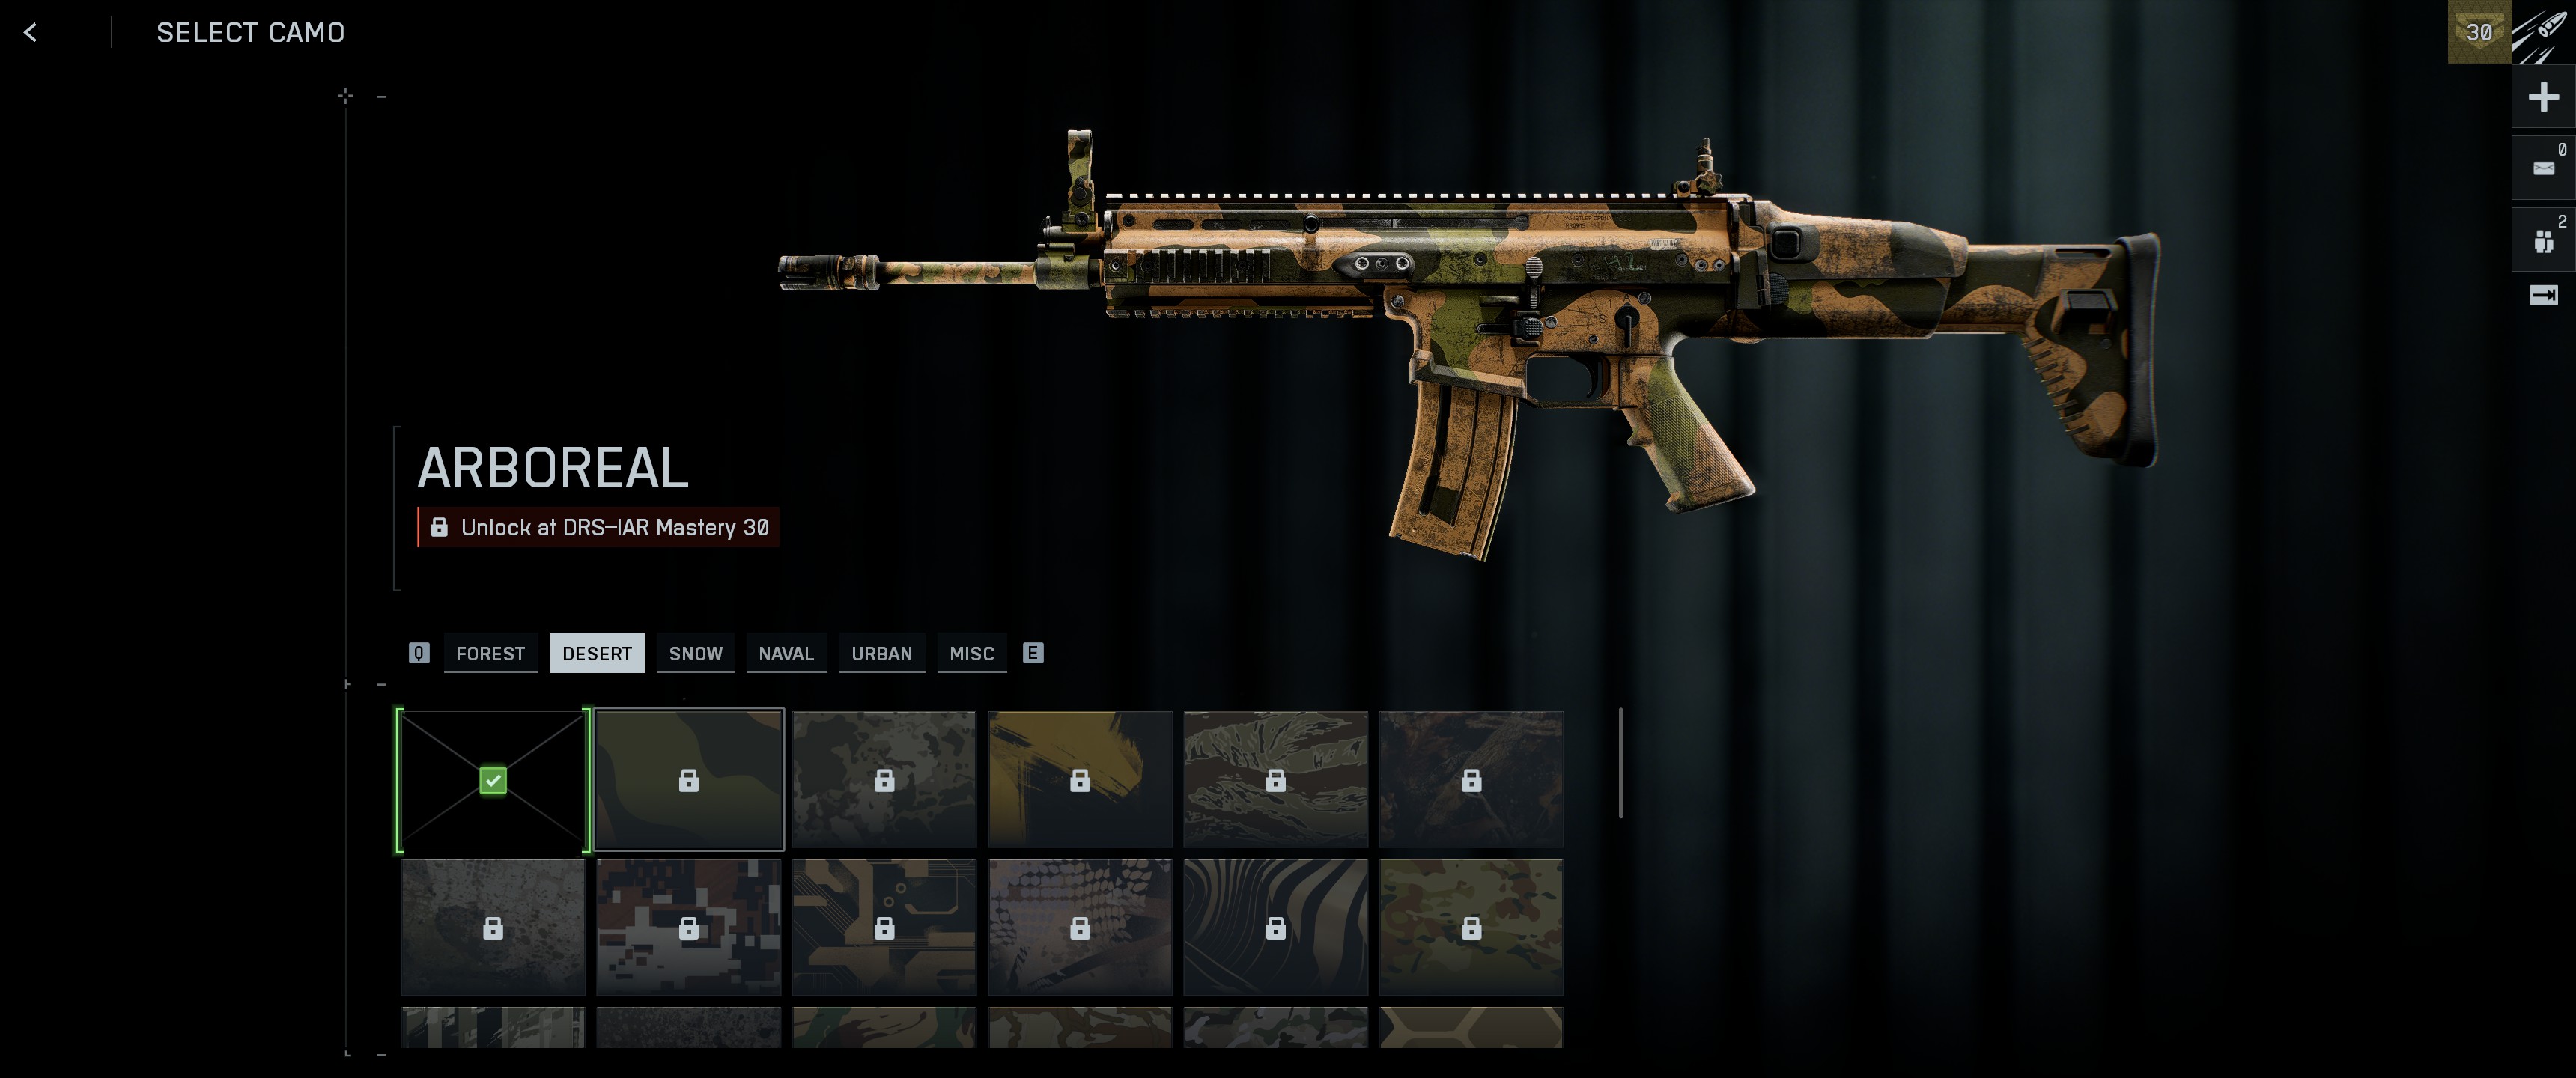 SELECT CAMO
30
0
2
ARBOREAL
Unlock at DRS-IAR Mastery 30
Q FOREST DESERT SNOW NAVAL URBAN MISC E